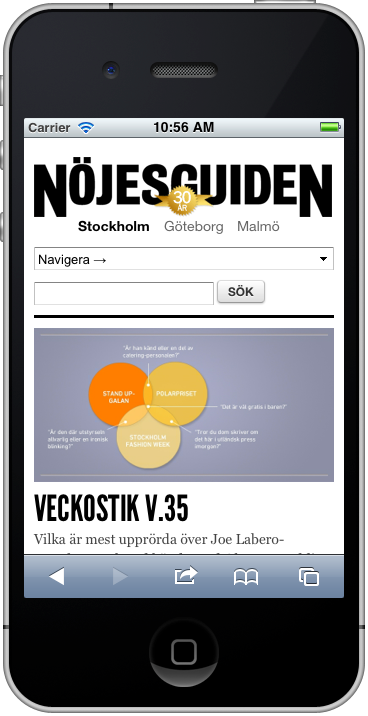 Carrier 10:56 AM
NÖJESGUIDEN
30
ÅR
Stockholm Göteborg Malmö
Navigera →
SÖK
"Är han känd eller en del av
catering-personalen?"
STAND UP-
GALAN
POLARPRISET
"Det är väl gratis i baren?"
"Är den där utstyrseln
allvarlig eller en ironisk
blinkning?"
"Tror du dom skriver om
det här i utländsk press
imorgon?"
STOCKHOLM
FASHION WEEK
VECKOSTIK V.35
Vilka är mest upprörda över Joe Labero-